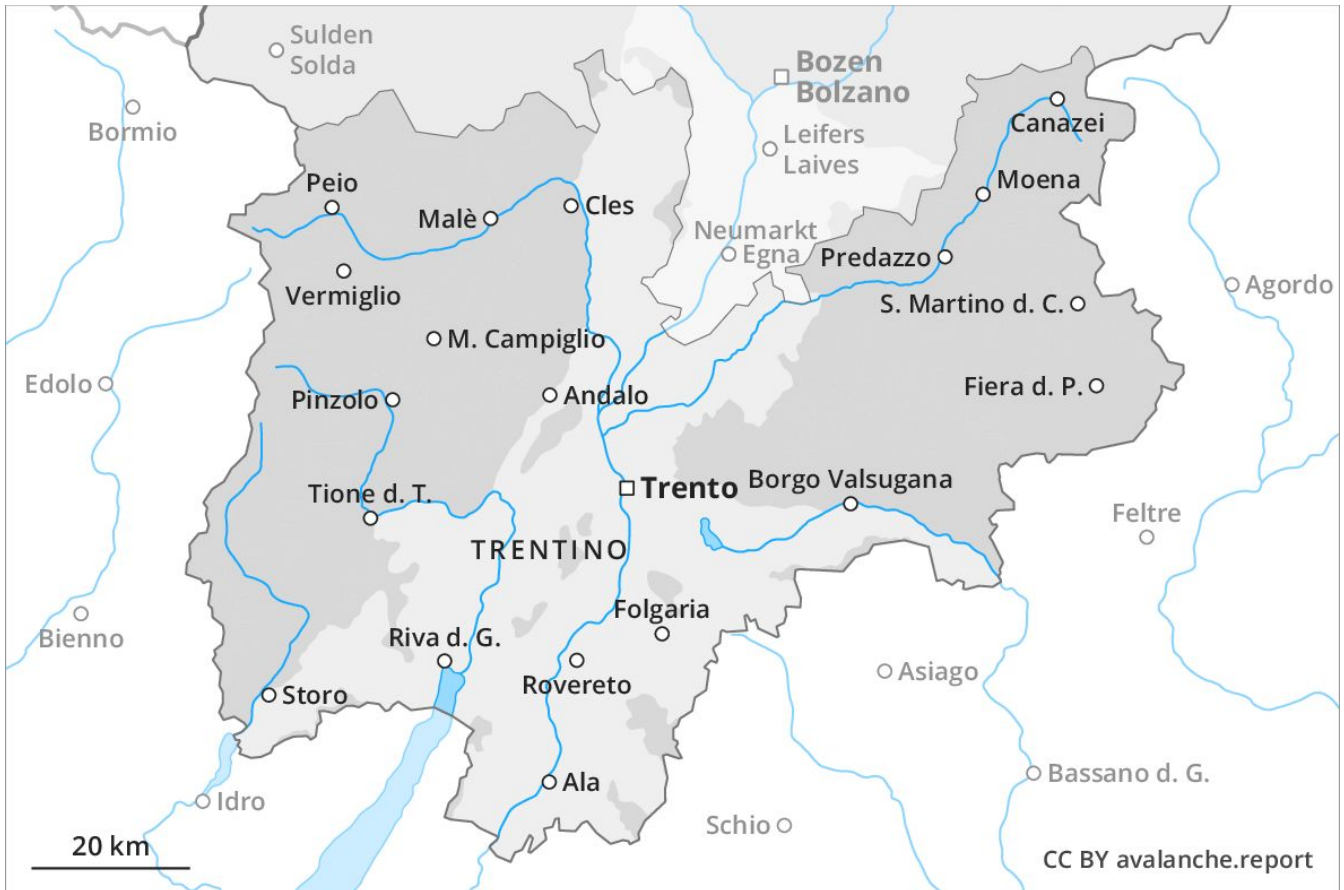 Sulden
Solda
Bozen
Bolzano
Bormio
Canazei
Leifers
Laives
Peio
Moena
Malè
Cles
Neumarkt
Egna
Predazzo
Vermiglio
Agordo
S. Martino d. C.
M. Campiglio
Edolo
Pinzolo
Andalo
Fiera d. P.
Trento
Borgo Valsugana
Tione d. T.
Feltre
TRENTINO
Folgaria
Bienno
Riva d. G.
Asiago
Rovereto
Storo
Bassano d. G.
Ala
Idro
Schio
20 km
CC BY avalanche.report